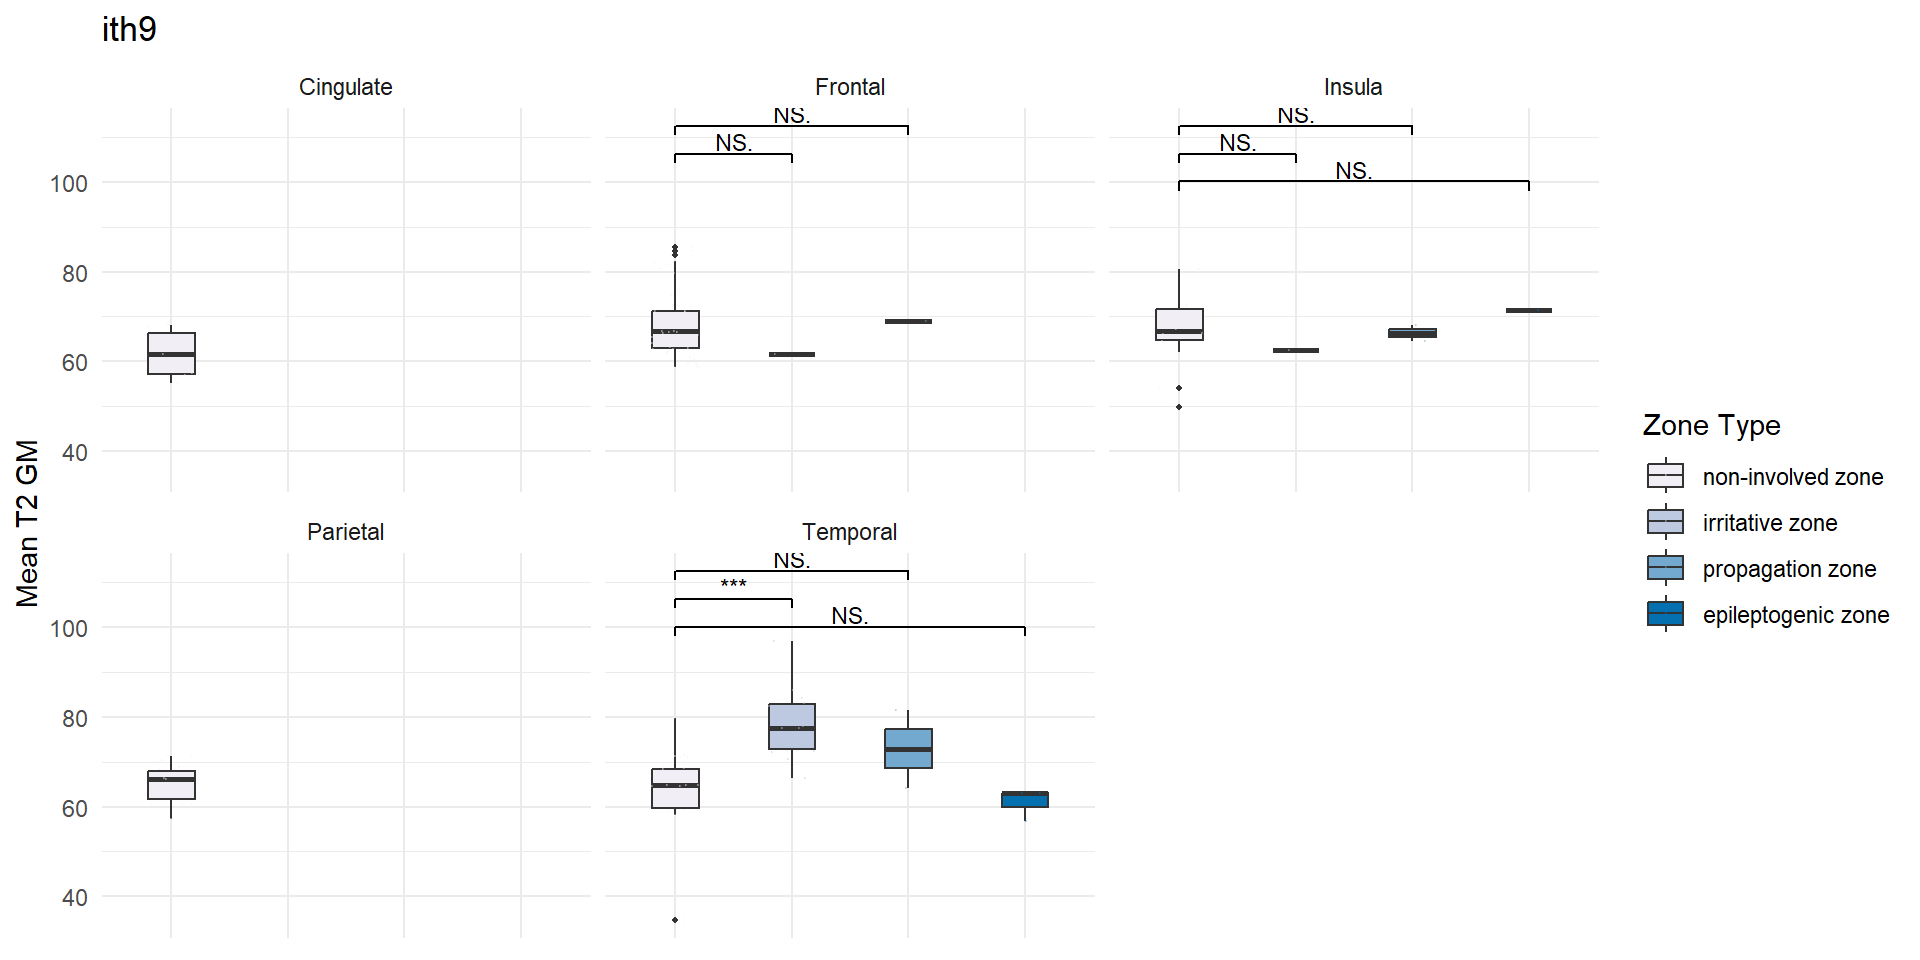 ith9
Cingulate
Frontal
Insula
NS.
NS.
NS.
NS.
NS.
100
80
60
40
Mean T2 GM
Parietal
Temporal
NS.
***
NS.
100
80
60
40
Zone Type
non-involved zone
irritative zone
propagation zone
epileptogenic zone